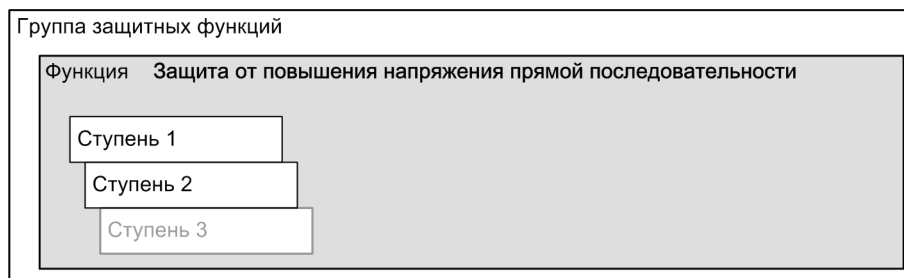 Группа защитных функций
Функция Защита от повышения напряжения прямой последовательности
Ступень 1
Ступень 2
Ступень 3